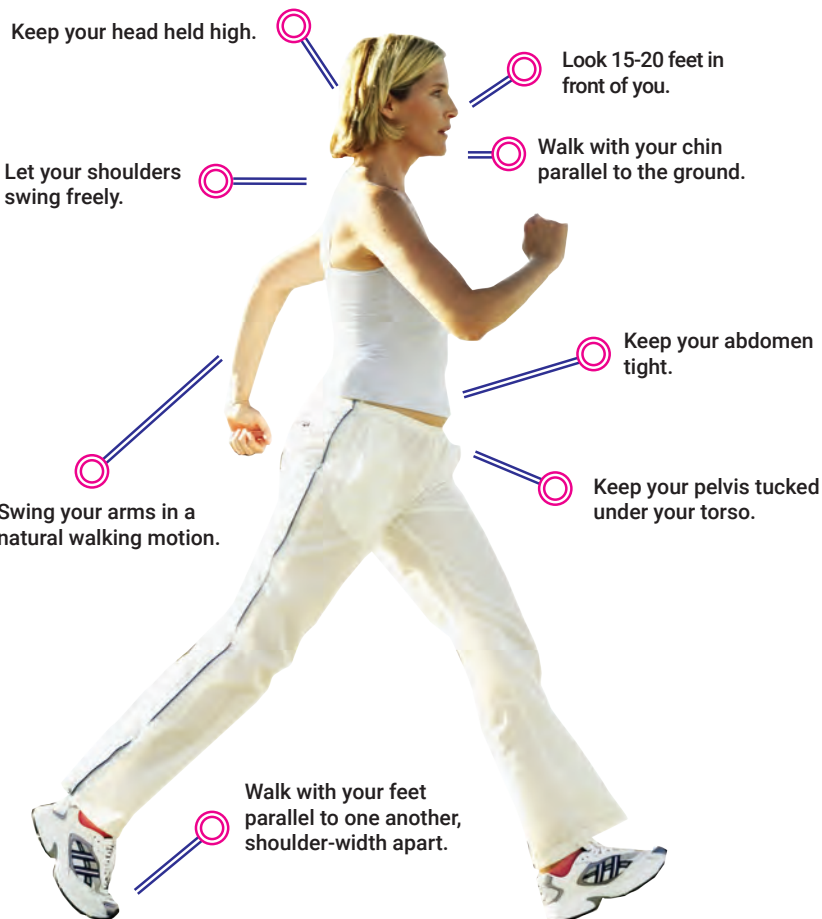 Keep your head held high.
Look 15-20 feet in
front of you.
Walk with your chin
parallel to the ground.
Let your shoulders
swing freely.
Keep your abdomen
tight.
Keep your pelvis tucked
under your torso.
Swing your arms in a
natural walking motion.
Walk with your feet
parallel to one another,
shoulder-width apart.